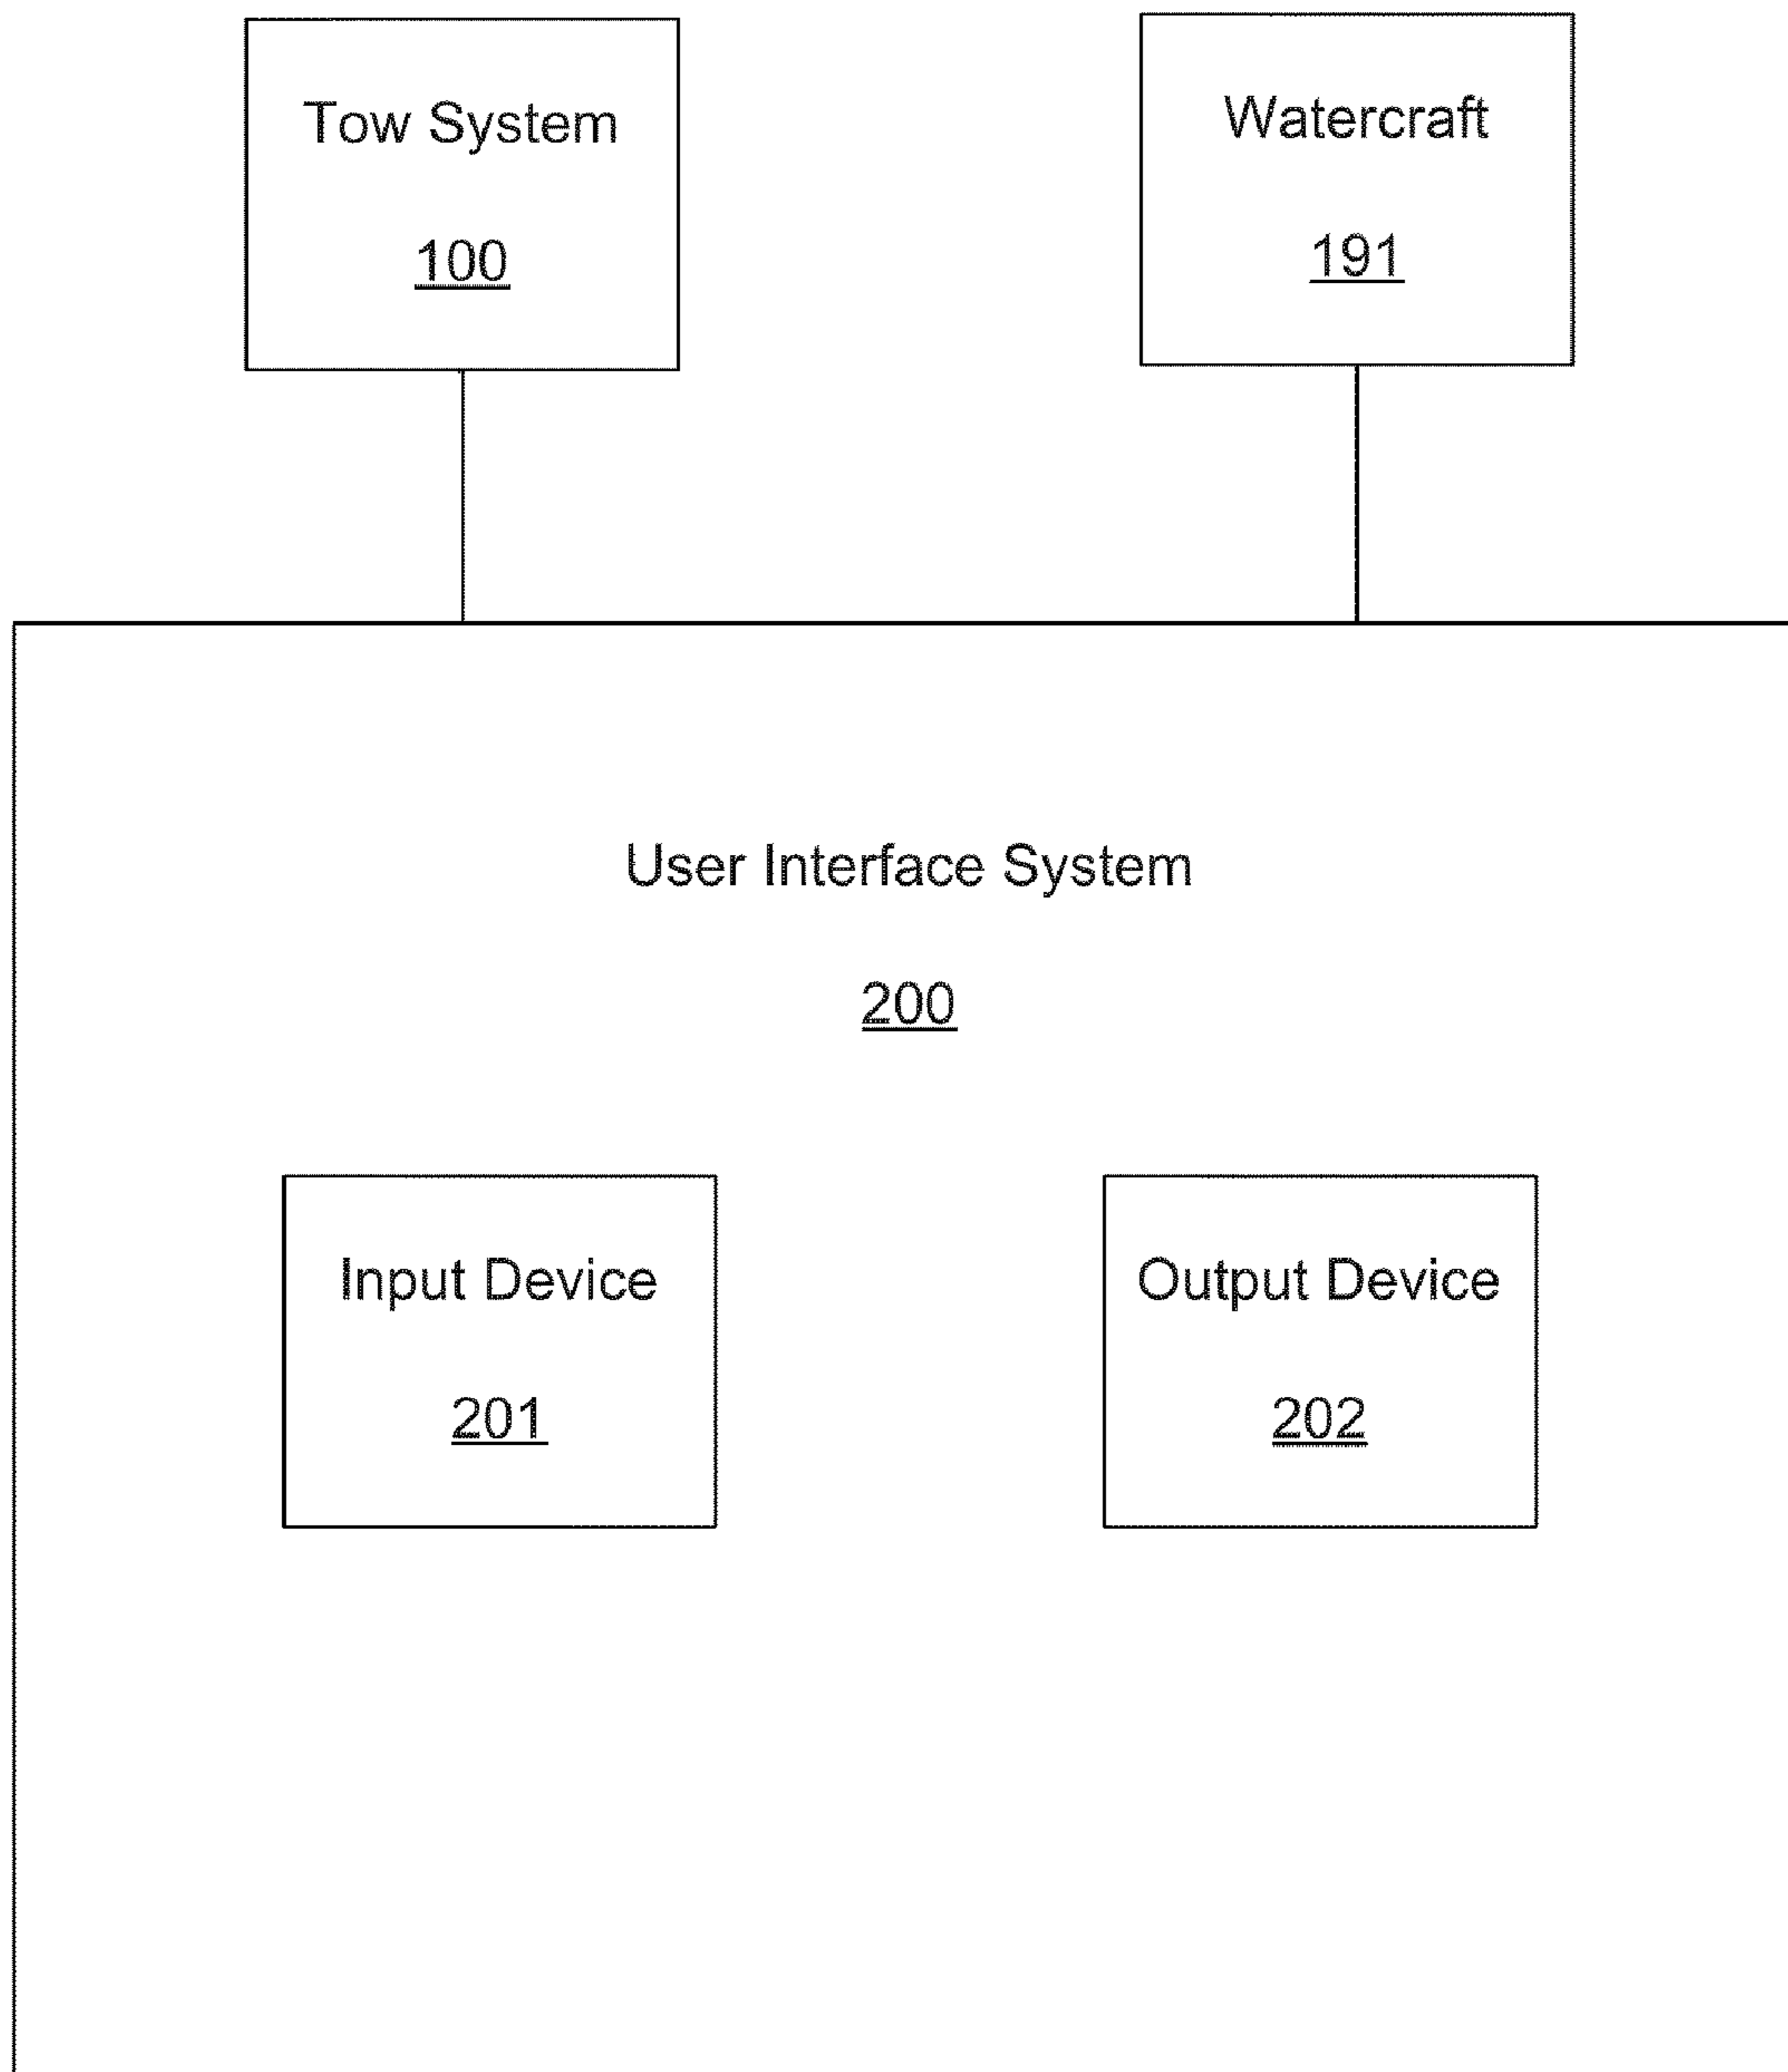 Tow System
100
Watercraft
191
User Interface System
200
Input Device
201
Output Device
202